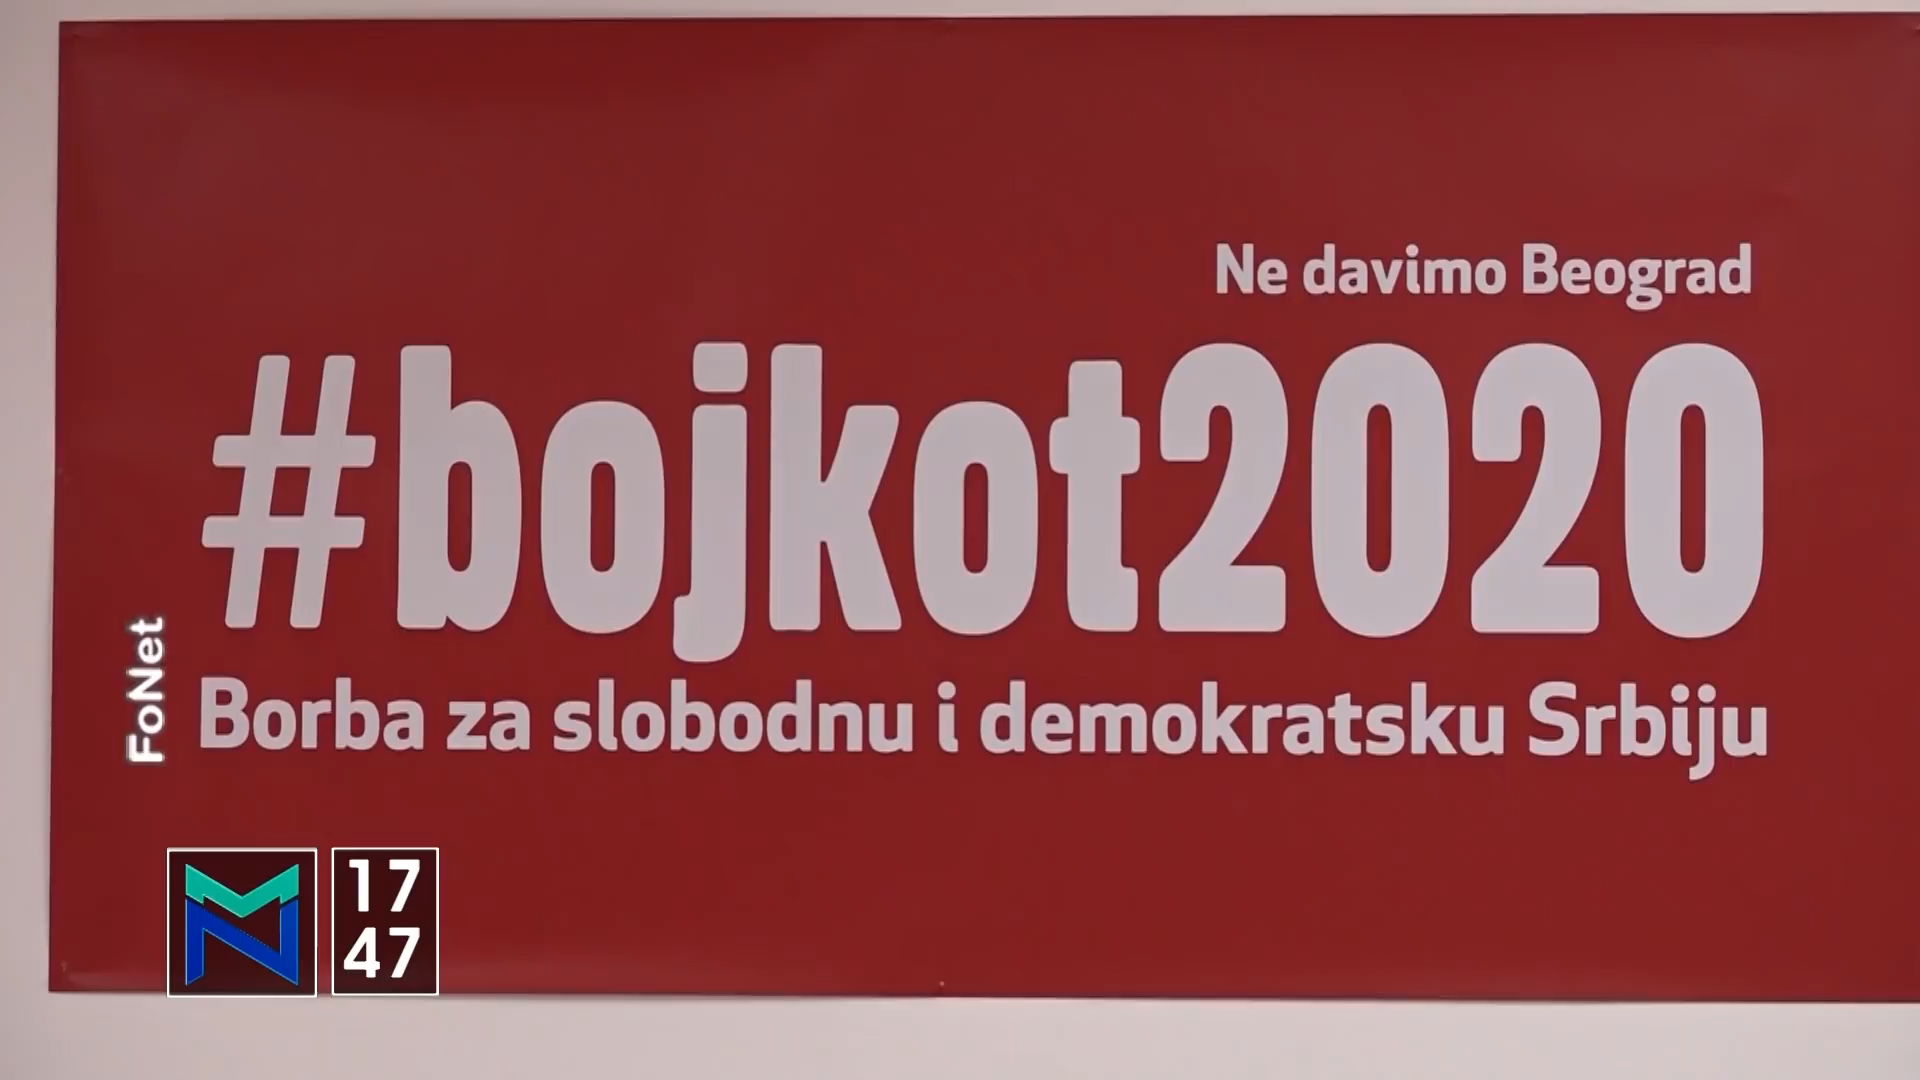 Ne davimo Beograd
#bojkot2020
Borba za slobodnu i demokratsku Srbiju
FoNet
17
47